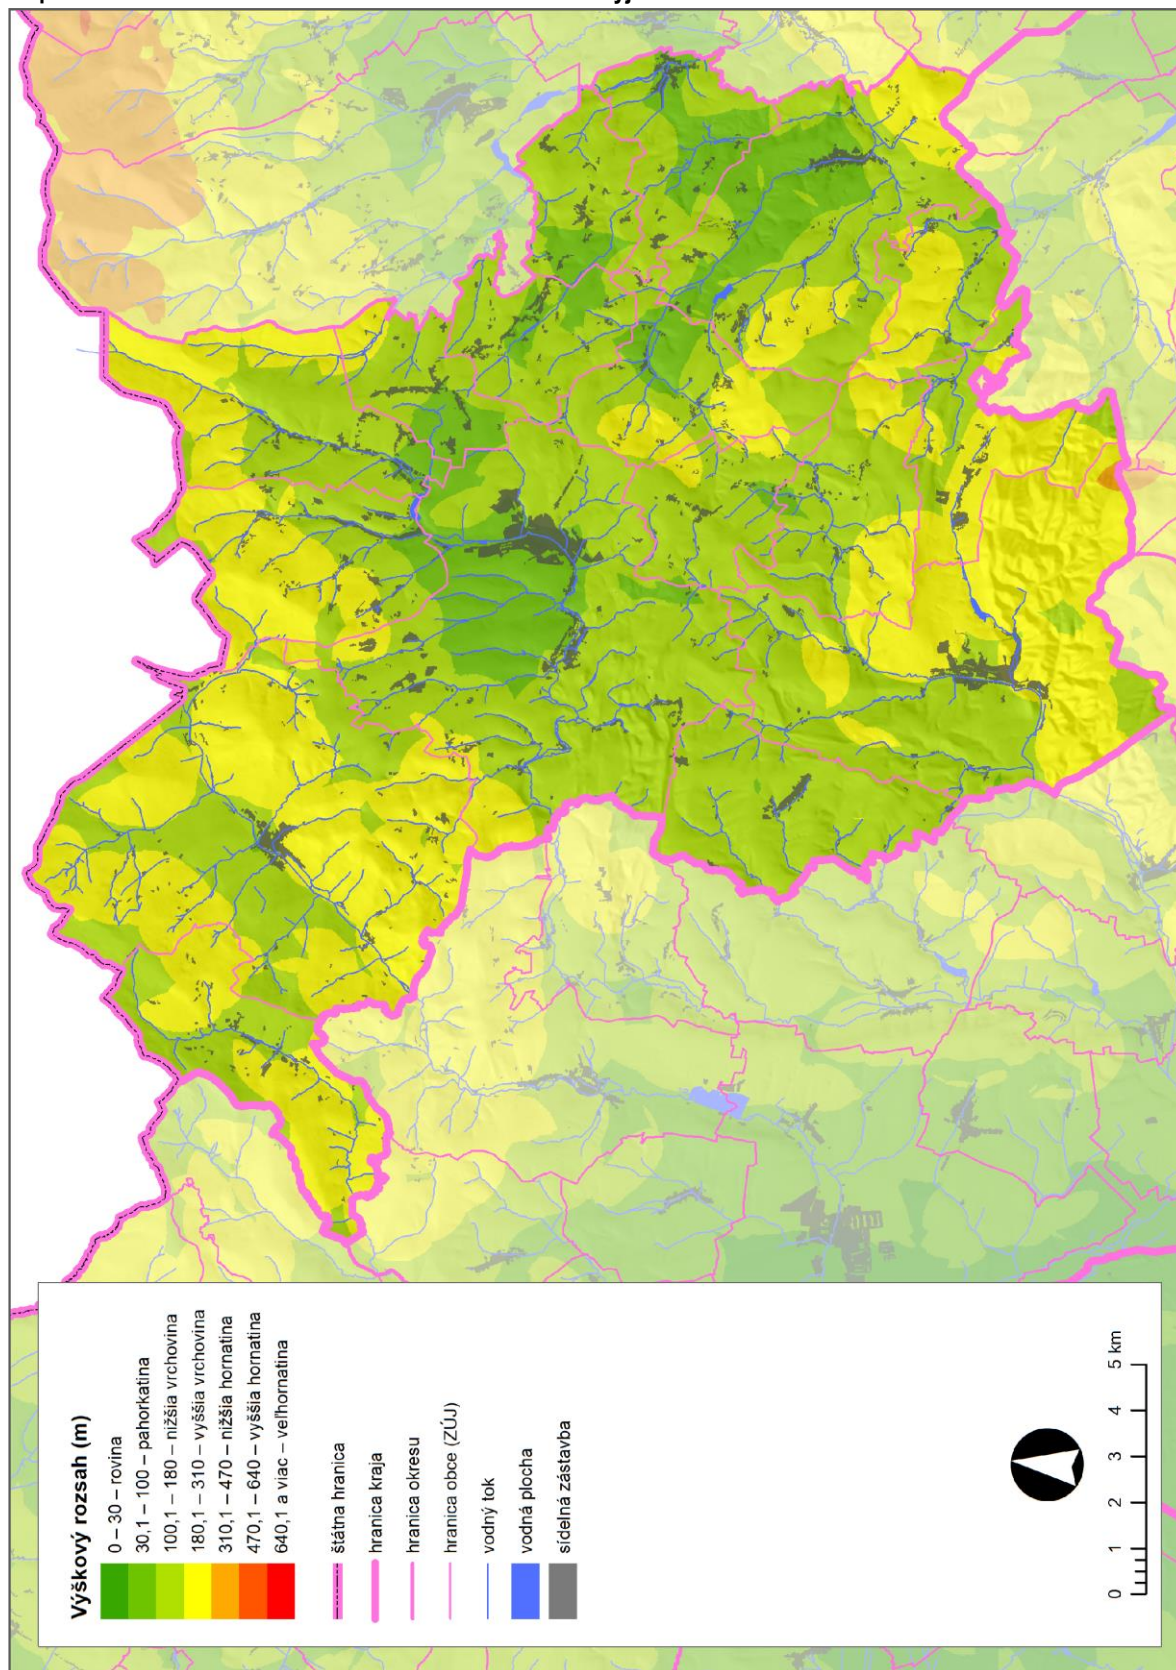 Výškový rozsah (m)
0 – 30 – rovina
30,1 – 100 – pahorkatina
100,1 – 180 – nižšia vrchovina
180,1 – 310 – vyššia vrchovina
310,1 – 470 – nižšia hornatina
470,1 – 640 – vyššia hornatina
640,1 a viac – veľhornatina
štátna hranica
hranica kraja
hranica okresu
hranica obce (ZÚJ)
vodný tok
vodná plocha
sídelná zástavba
0 1 2 3 4 5 km